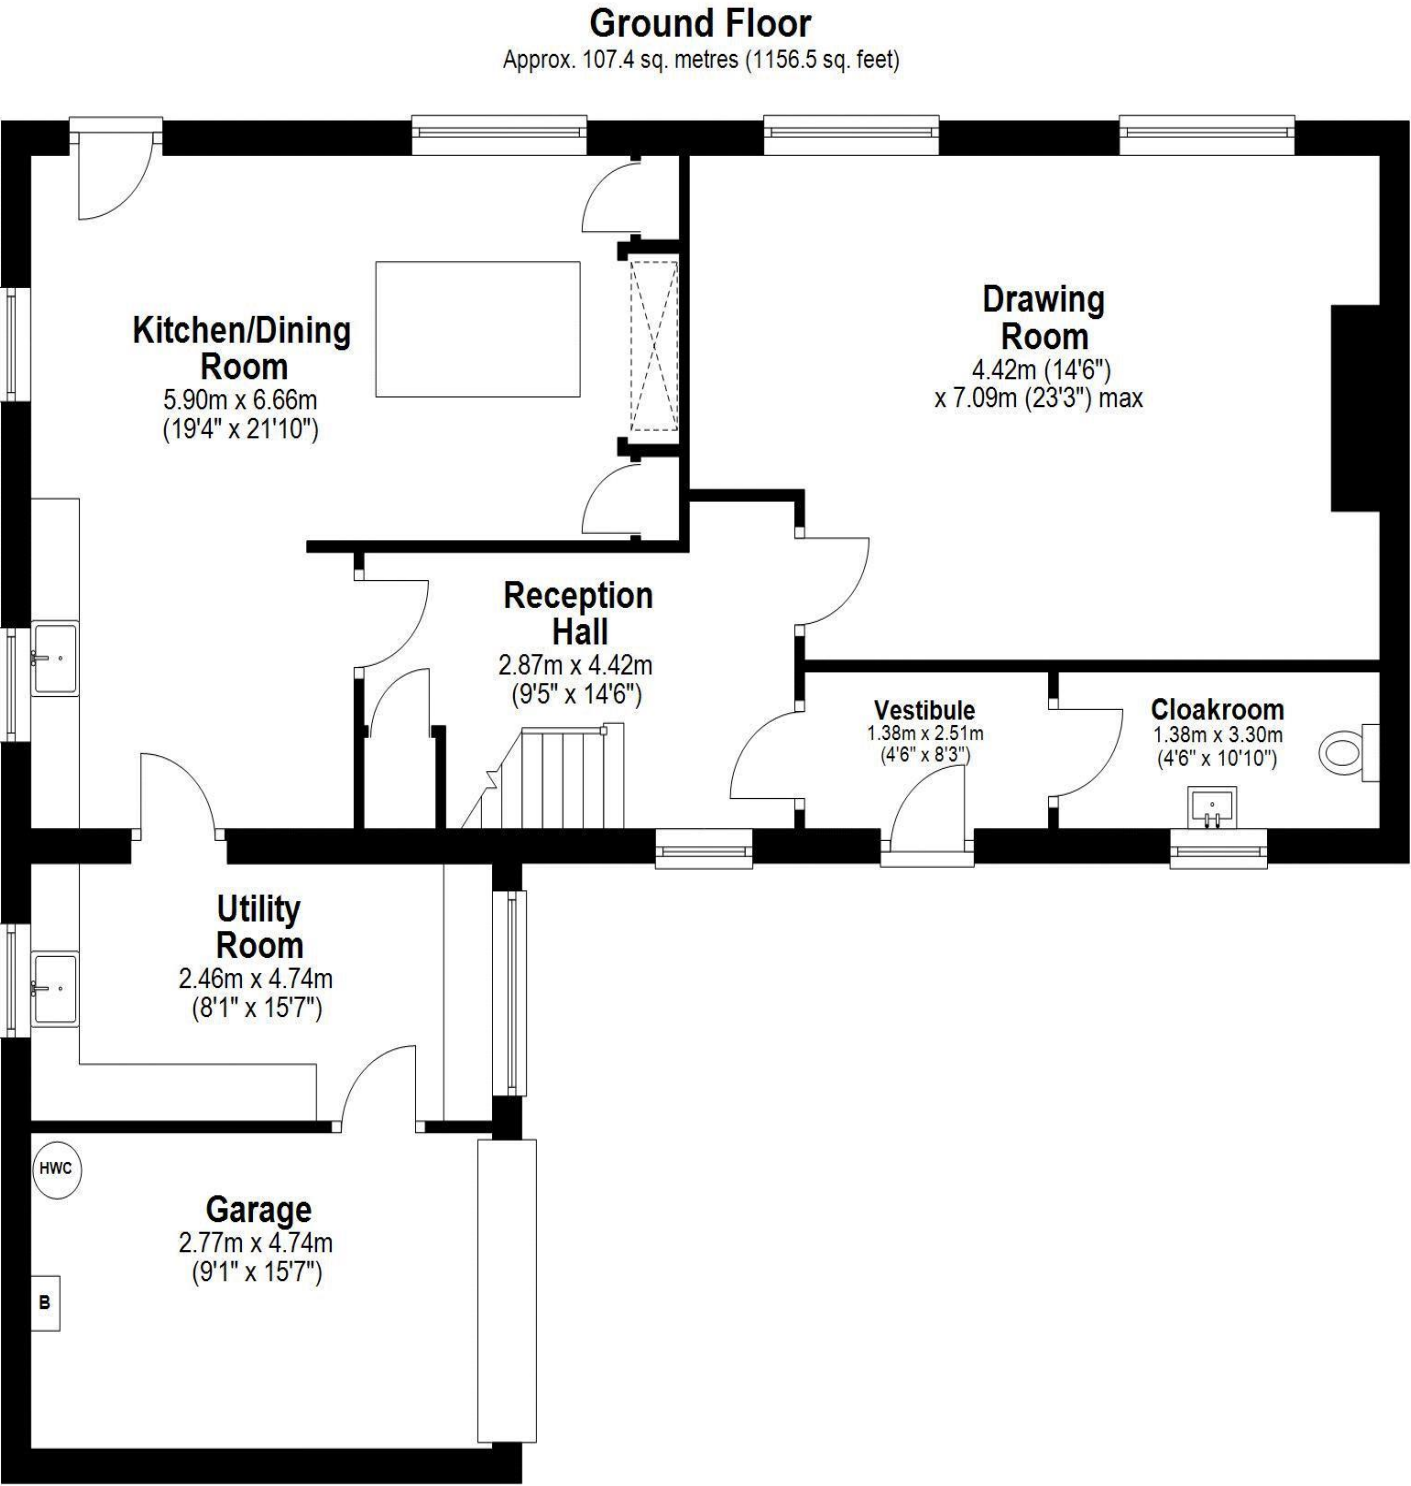 Ground Floor
Approx. 107.4 sq. metres (1156.5 sq. feet)
Kitchen/Dining
Room
5.90m x 6.66m
(19'4" x 21'10")
Drawing
Room
4.42m (14'6")
x 7.09m (23'3") max
Reception
Hall
2.87m x 4.42m
(9'5" x 14'6")
Vestibule
1.38m x 2.51m
(4'6" x 8'3")
Cloakroom
1.38m x 3.30m
(4'6" x 10'10")
Utility
Room
2.46m x 4.74m
(8'1" x 15'7")
HWC
Garage
2.77m x 4.74m
(9'1" x 15'7")
B